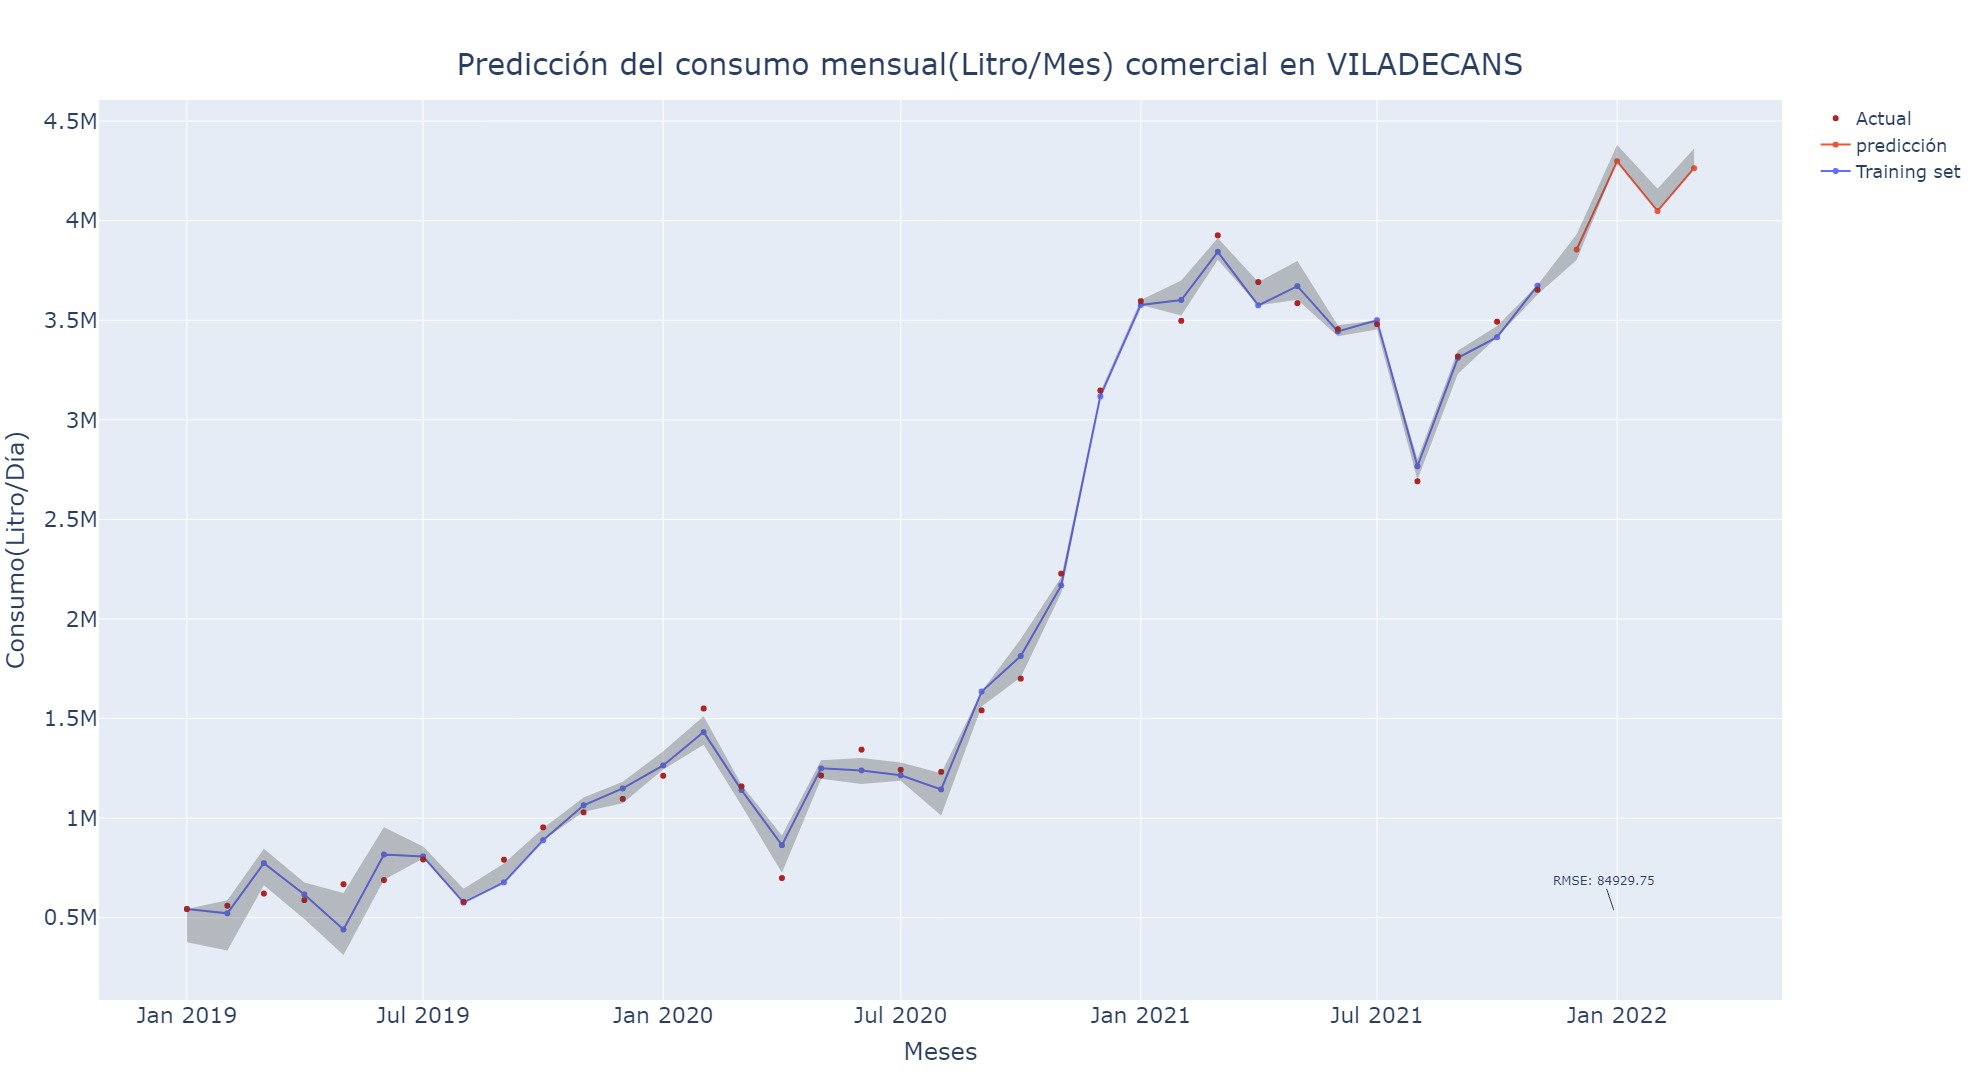 Predicción del consumo mensual(Litro/Mes) comercial en VILADECANS
Actual
predicción
Training set
Consumo(Litro/Día)
4.5M
4M
3.5M
3M
2.5M
2M
1.5M
1M
0.5M
RMSE: 84929.75
Jan 2019
Jul 2019
Jan 2020
Jul 2020
Jan 2021
Jul 2021
Jan 2022
Meses